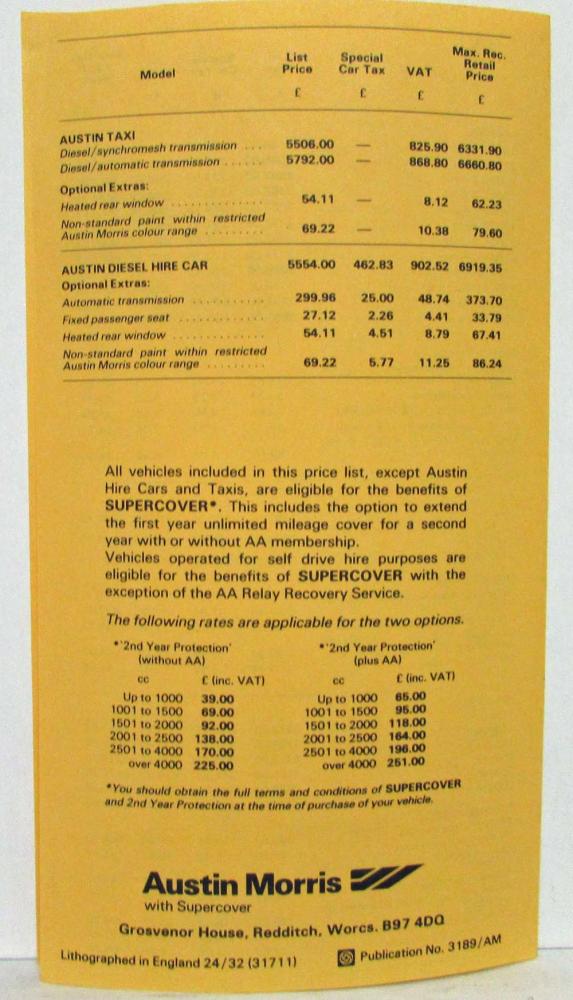 Model List Price Special Car Tax VAT Max. Rec. Retail Price
£ £ £ £
AUSTIN TAXI
Diesel/synchromesh transmission ... 5506.00 — 825.90 6331.90
Diesel/automatic transmission ...... 5792.00 — 868.80 6660.80
Optional Extras:
Heated rear window ............ 54.11 — 8.12 62.23
Non-standard paint within restricted
Austin Morris colour range ......... 69.22 — 10.38 79.60
AUSTIN DIESEL HIRE CAR 5554.00 462.83 902.52 6919.35
Optional Extras:
Automatic transmission ........... 299.96 25.00 48.74 373.70
Fixed passenger seat ............. 27.12 2.26 4.41 33.79
Heated rear window .............. 54.11 4.51 8.79 67.41
Non-standard paint within restricted
Austin Morris colour range ......... 69.22 5.77 11.25 86.24
All vehicles included in this price list, except Austin
Hire Cars and Taxis, are eligible for the benefits of
SUPERCOVER*. This includes the option to extend
the first year unlimited mileage cover for a second
year with or without AA membership.
Vehicles operated for self drive hire purposes are
eligible for the benefits of SUPERCOVER with the
exception of the AA Relay Recovery Service.
The following rates are applicable for the two options.
*'2nd Year Protection' *'2nd Year Protection'
(without AA) (plus AA)
cc £ (inc. VAT) cc £ (inc. VAT)
Up to 1000 39.00 Up to 1000 65.00
1001 to 1500 69.00 1001 to 1500 95.00
1501 to 2000 92.00 1501 to 2000 118.00
2001 to 2500 138.00 2001 to 2500 164.00
2501 to 4000 170.00 2501 to 4000 196.00
over 4000 225.00 over 4000 251.00
*You should obtain the full terms and conditions of SUPERCOVER
and 2nd Year Protection at the time of purchase of your vehicle.
Austin Morris
with Supercover
Grosvenor House, Redditch, Worcs. B97 4DQ
Lithographed in England 24/32 (31711) Publication No. 3189/AM